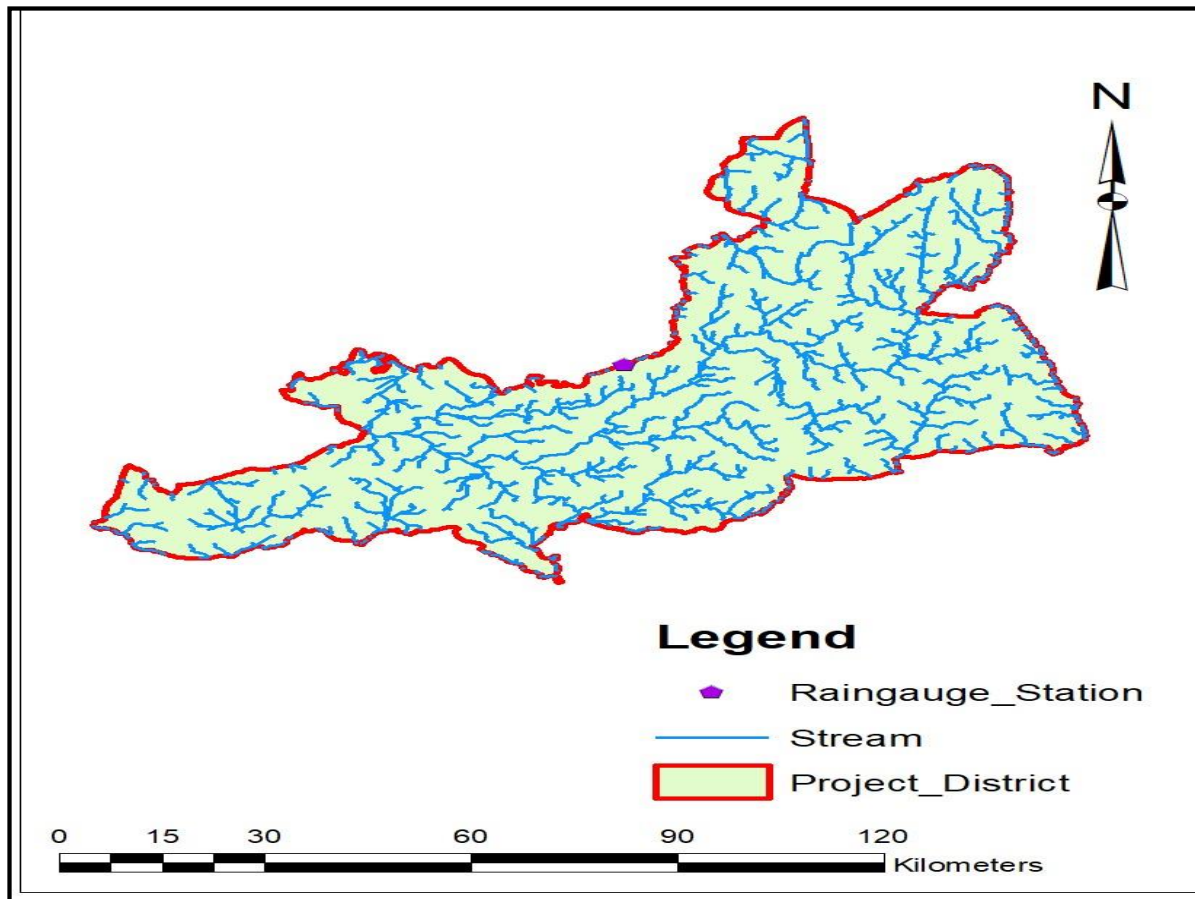 N
Legend
Raingauge_Station
Stream
Project_District
0 15 30 60 90 120
Kilometers